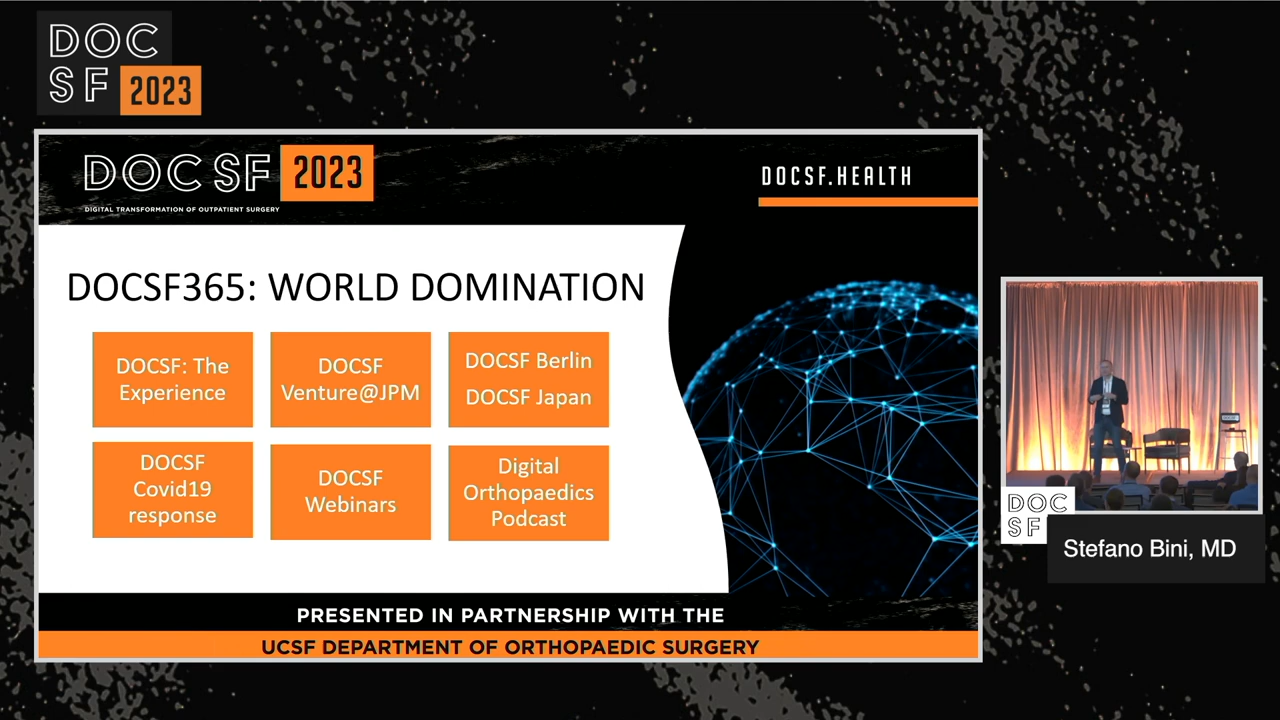 DOC
SF 2023
DOC SF 2023
DIGITAL TRANSFORMATION OF OUTPATIENT SURGERY
DOCSF.HEALTH
DOCSF365: WORLD DOMINATION
DOCSF: The
Experience
DOCSF
Venture@JPM
DOCSF Berlin
DOCSF Japan
DOCSF
Covid19
response
DOCSF
Webinars
Digital
Orthopaedics
Podcast
PRESENTED IN PARTNERSHIP WITH THE
UCSF DEPARTMENT OF ORTHOPAEDIC SURGERY
DOC
SF
Stefano Bini, MD